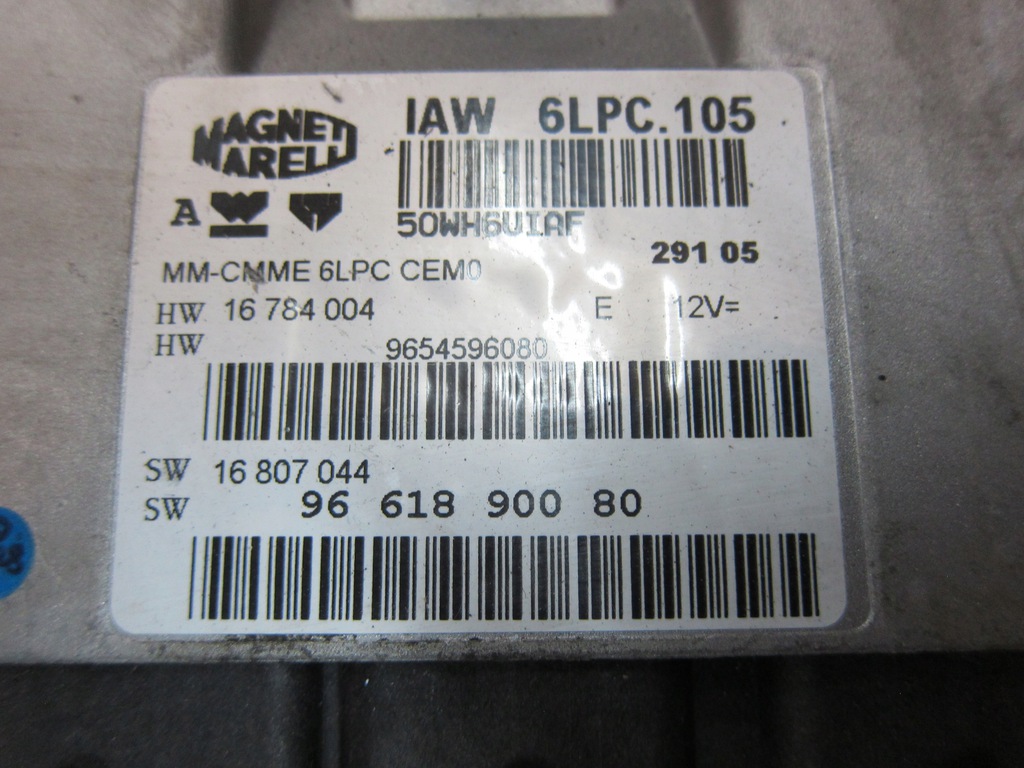 IAW 6LPC.105
MAGNETI
MARELLI
50WH6UIAF
A
291 05
MM-CMME 6LPC CEM0
HW 16 784 004 E 12V=
HW 9654596080
SW 16 807 044
SW 96 618 900 80